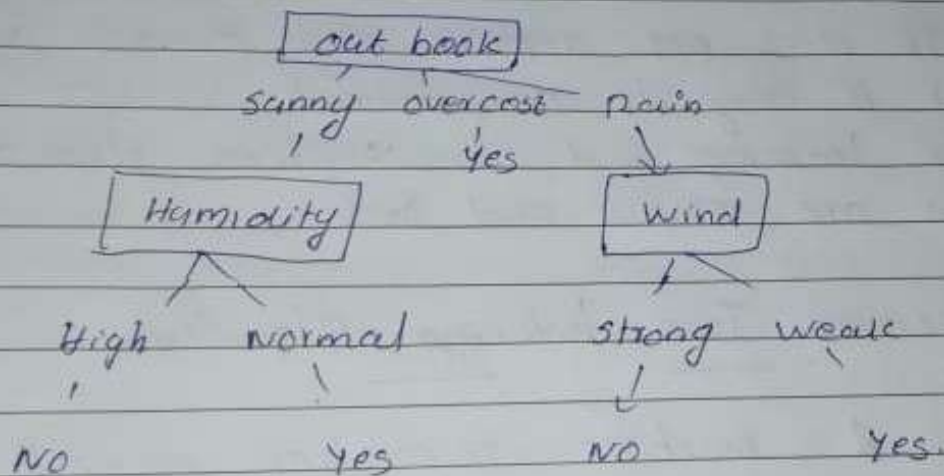 out book
sunny overcost Rain
yes
Humidity Wind
High Normal strong weak
No yes No yes.